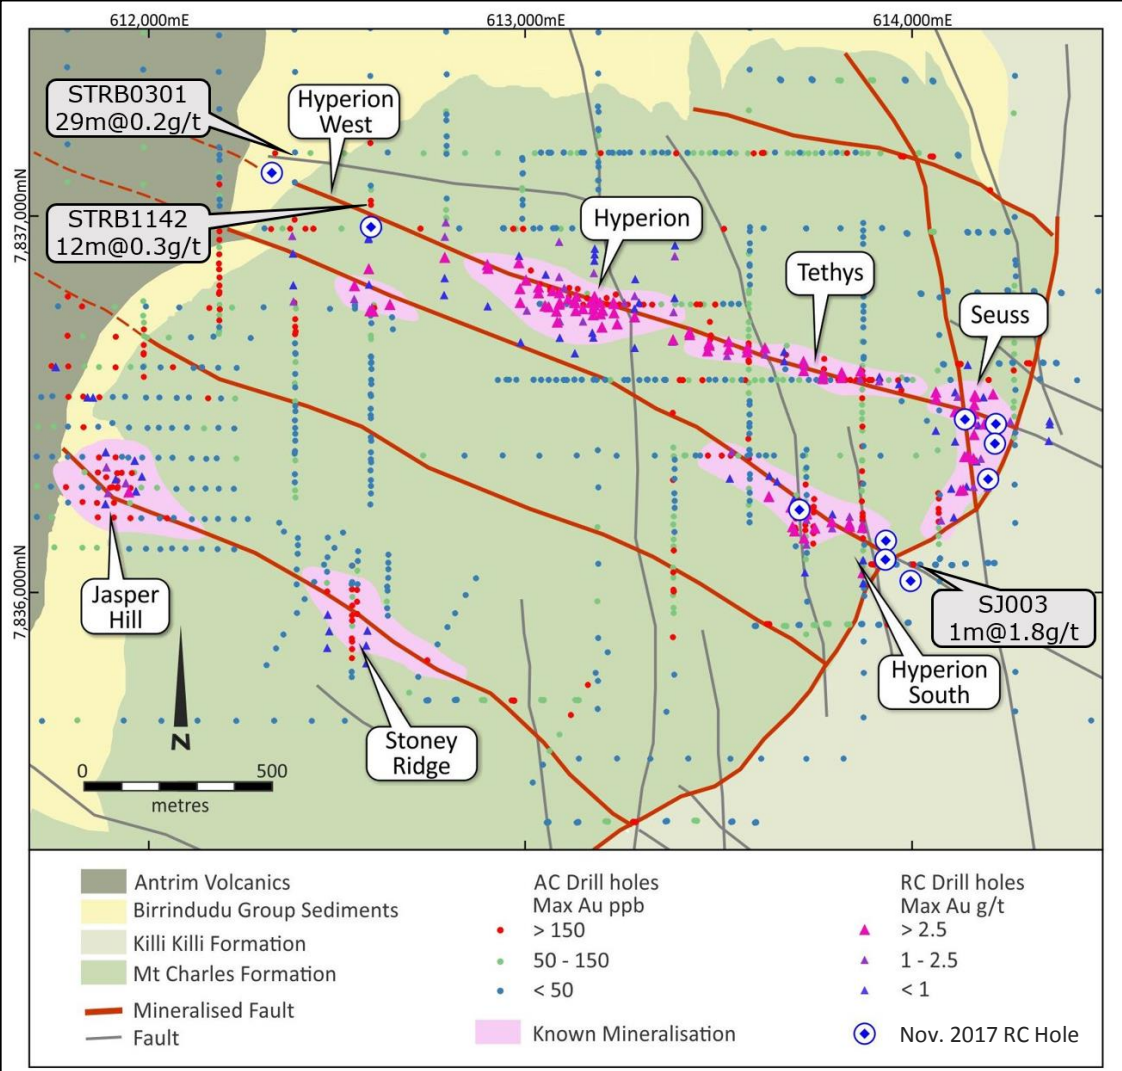 612,000mE
613,000mE
614,000mE
STRB0301
29m@0.2g/t
Hyperion
West
7,837,000mN
STRB1142
12m@0.3g/t
Hyperion
Tethys
Seuss
Jasper
Hill
7,836,000mN
SJ003
1m@1.8g/t
Hyperion
South
Stoney
Ridge
N
0
500
metres
Antrim Volcanics
Birrindudu Group Sediments
Killi Killi Formation
Mt Charles Formation
Mineralised Fault
Fault
AC Drill holes
Max Au ppb
> 150
50 - 150
< 50
Known Mineralisation
RC Drill holes
Max Au g/t
> 2.5
1 - 2.5
< 1
Nov. 2017 RC Hole